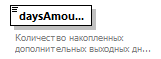 daysAmou...
Количество накопленных
дополнительных выходных дн...